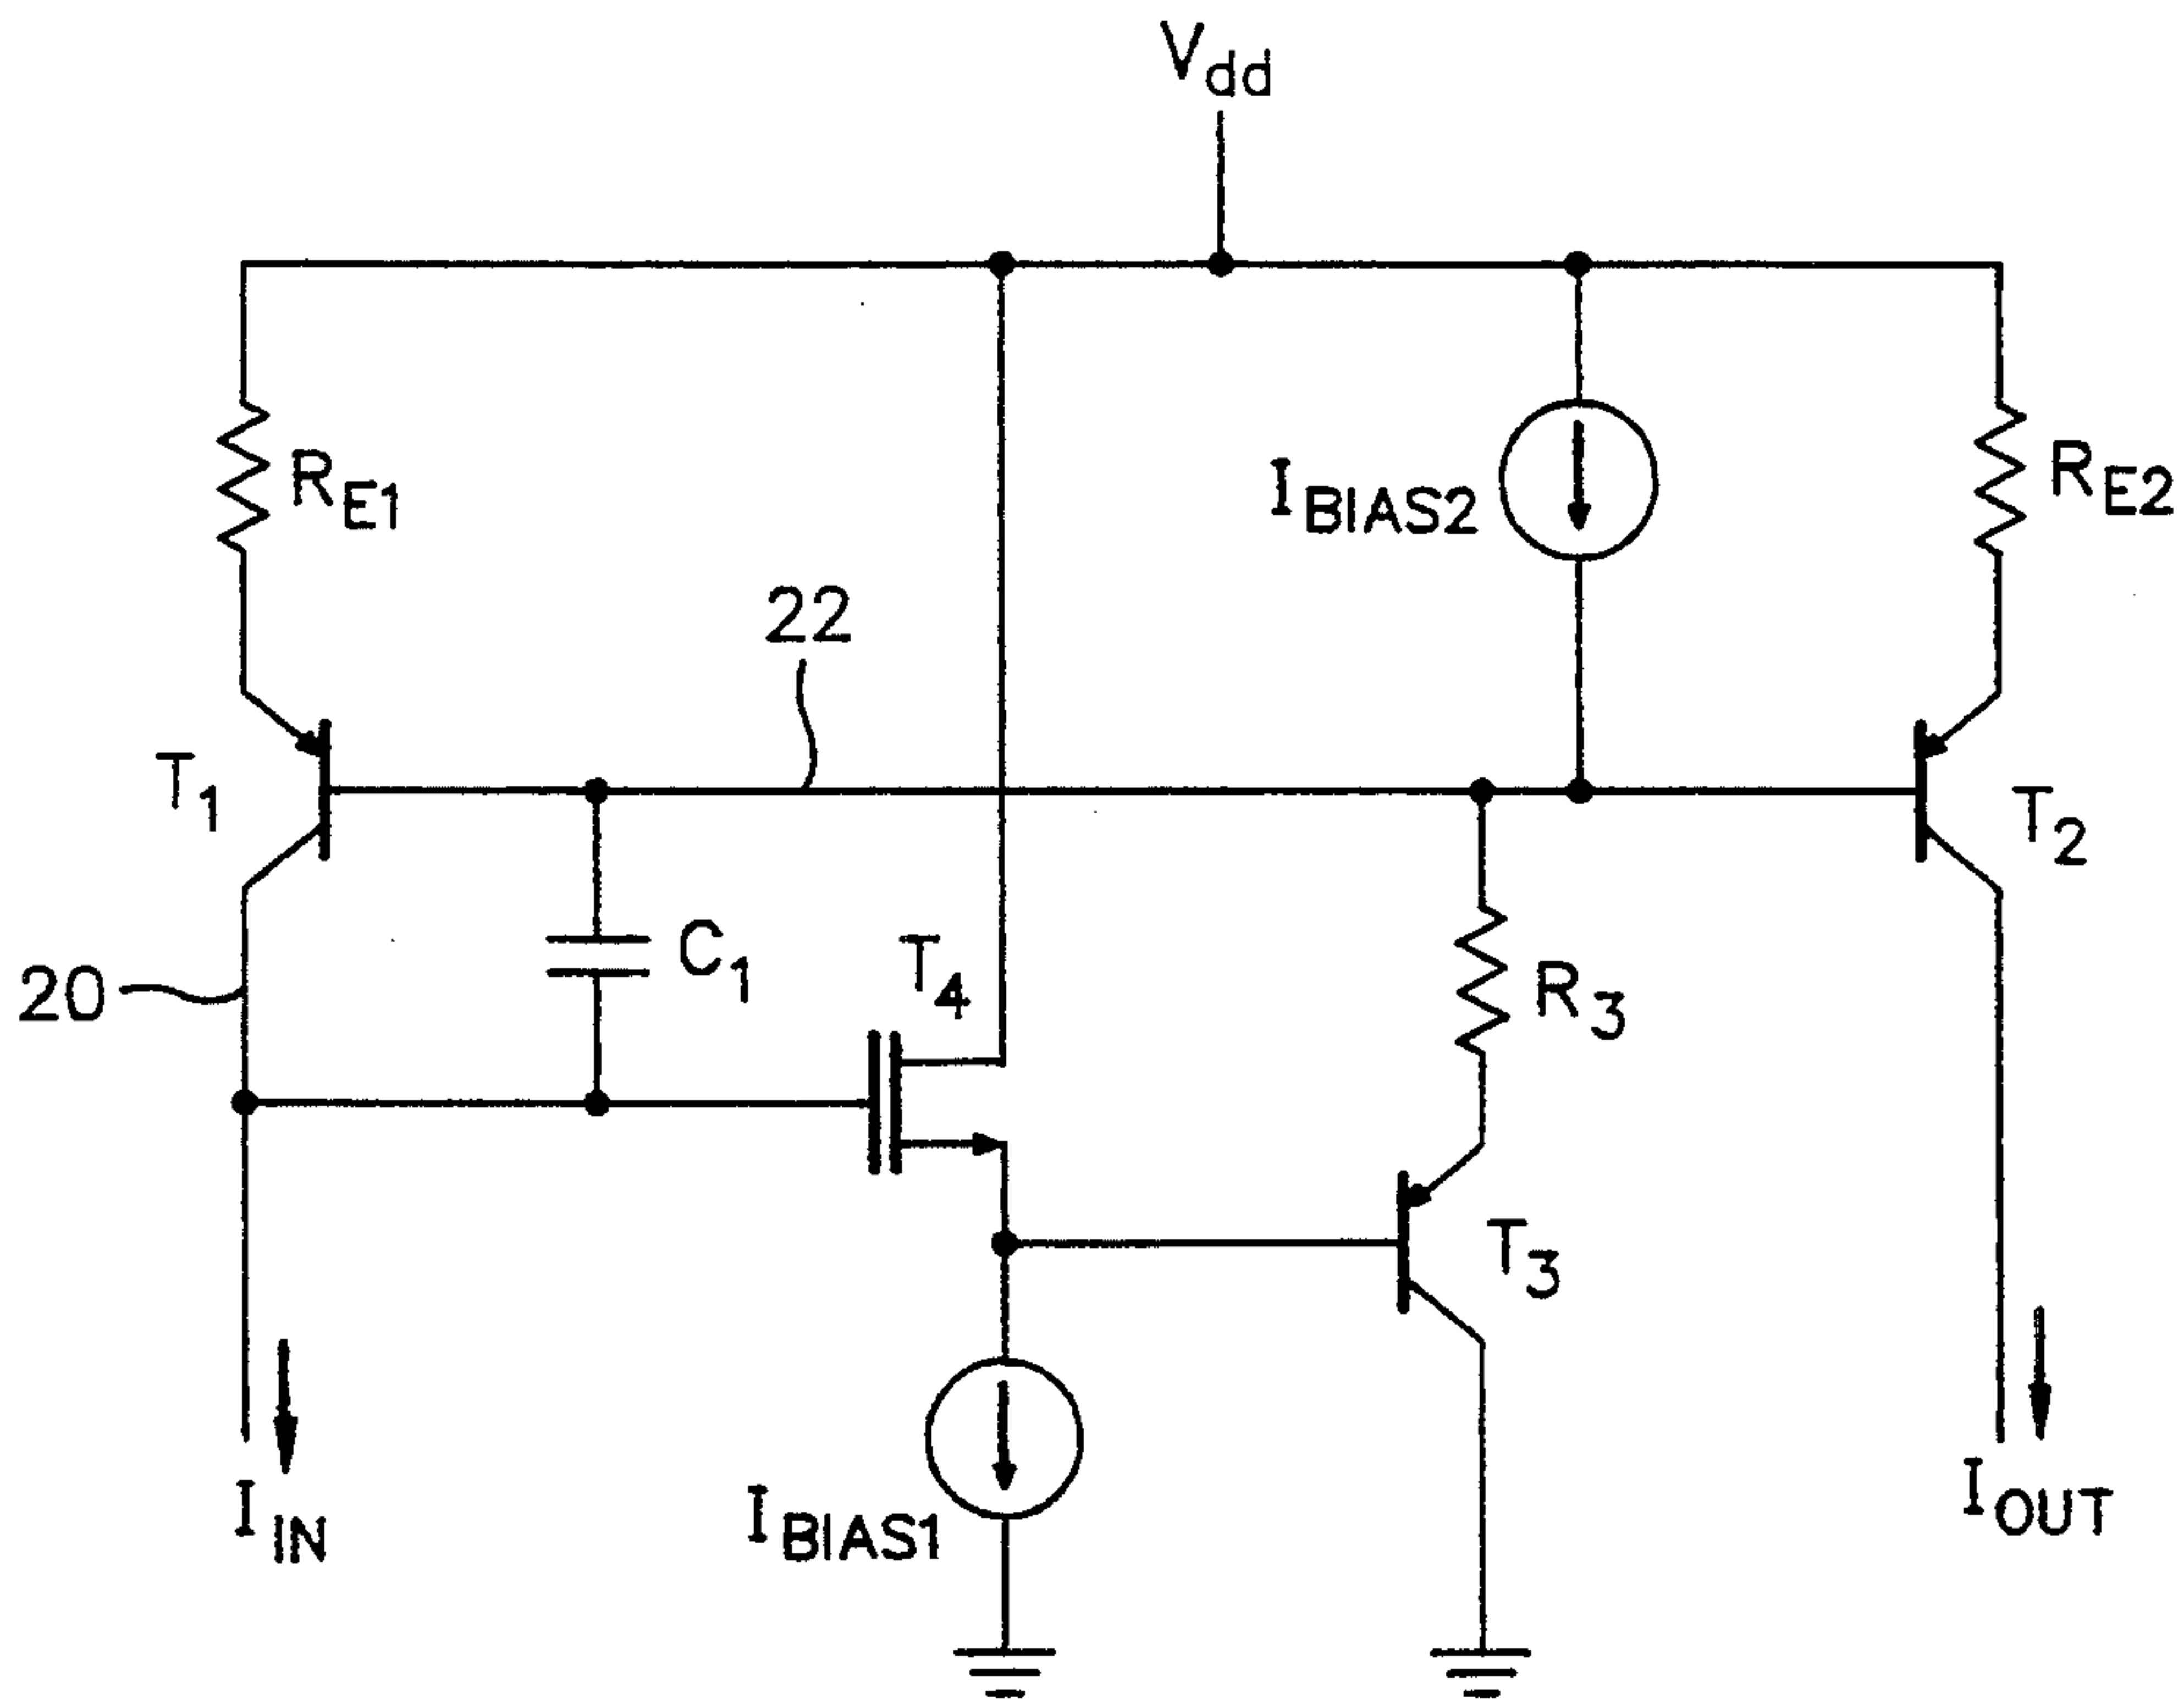 Vdd
RE1
IBIAS2
RE2
22
T1
T2
20
C1
T4
R3
T3
IIN
IBIAS1
IOUT